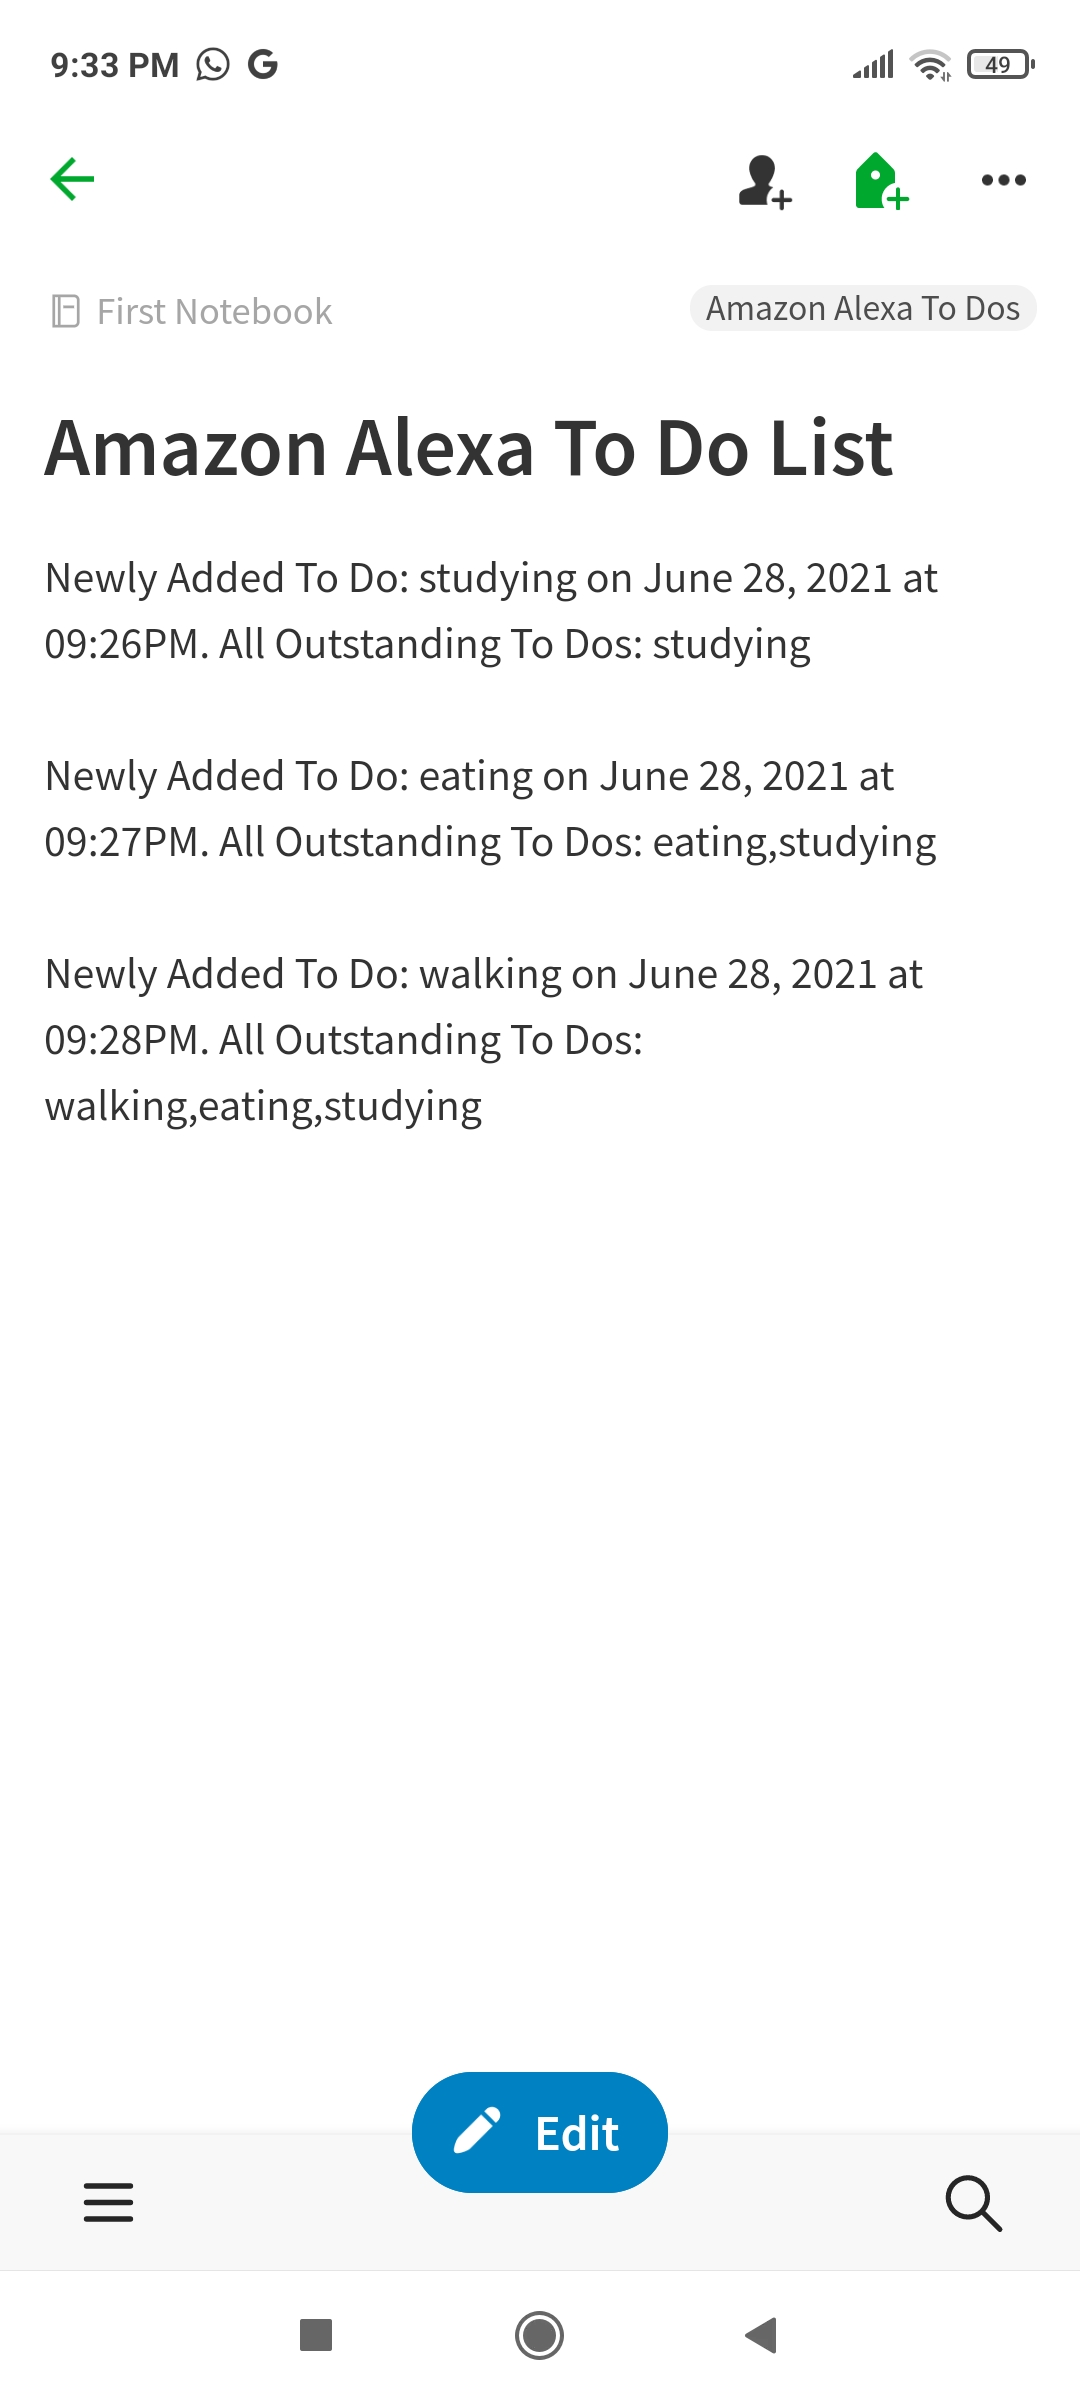 9:33 PM
49
First Notebook
Amazon Alexa To Dos
Amazon Alexa To Do List
Newly Added To Do: studying on June 28, 2021 at
09:26PM. All Outstanding To Dos: studying
Newly Added To Do: eating on June 28, 2021 at
09:27PM. All Outstanding To Dos: eating,studying
Newly Added To Do: walking on June 28, 2021 at
09:28PM. All Outstanding To Dos:
walking,eating,studying
Edit